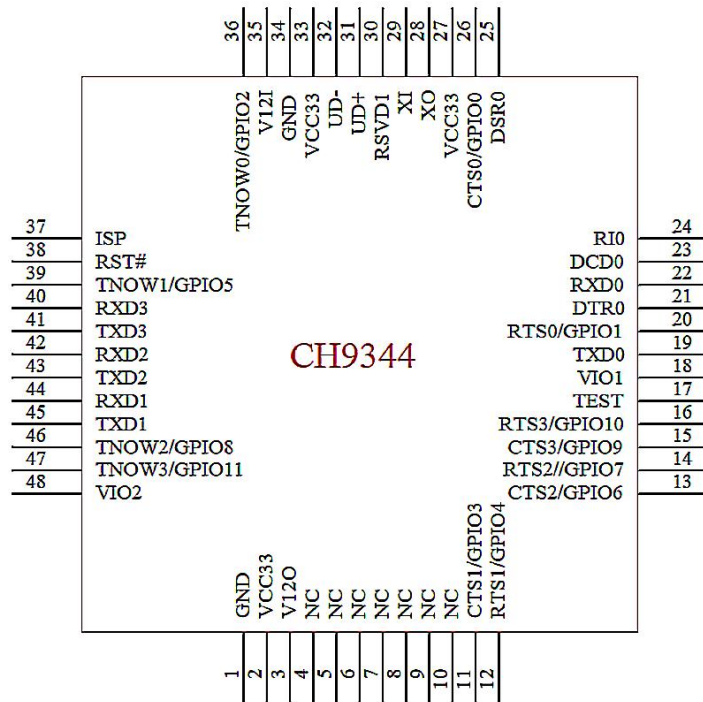 36 35 34 33 32 31 30 29 28 27 26 25
TNOW0/GPIO2
V12I
GND
VCC33
UD-
UD+
RSVD1
XI
XO
VCC33
CTS0/GPIO0
DSR0
37 ISP
38 RST#
39 TNOW1/GPIO5
40 RXD3
41 TXD3
42 RXD2
43 TXD2
44 RXD1
45 TXD1
46 TNOW2/GPIO8
47 TNOW3/GPIO11
48 VIO2
CH9344
RI0 24
DCD0 23
RXD0 22
DTR0 21
RTS0/GPIO1 20
TXD0 19
VIO1 18
TEST 17
RTS3/GPIO10 16
CTS3/GPIO9 15
RTS2//GPIO7 14
CTS2/GPIO6 13
GND
VCC33
V12O
NC
NC
NC
NC
NC
NC
NC
CTS1/GPIO3
RTS1/GPIO4
1 2 3 4 5 6 7 8 9 10 11 12